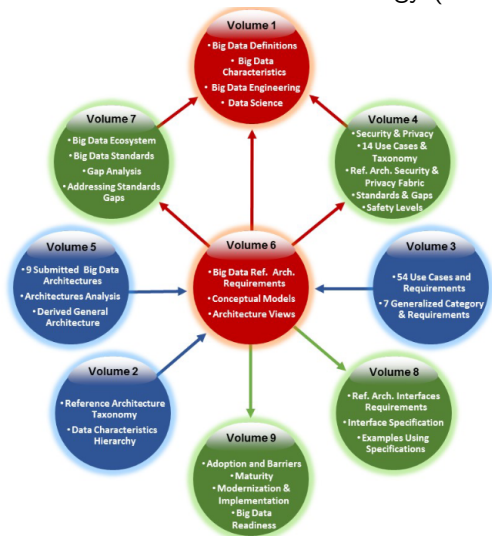 Volume 1
• Big Data Definitions
• Big Data
Characteristics
• Big Data Engineering
• Data Science
Volume 7
• Big Data Ecosystem
• Big Data Standards
• Gap Analysis
• Addressing Standards
Gaps
Volume 4
• Security & Privacy
• 14 Use Cases &
Taxonomy
• Ref. Arch. Security &
Privacy Fabric
• Standards & Gaps
• Safety Levels
Volume 5
• 9 Submitted Big Data
Architectures
• Architectures Analysis
• Derived General
Architecture
Volume 6
• Big Data Ref. Arch.
Requirements
• Conceptual Models
• Architecture Views
Volume 3
• 54 Use Cases and
Requirements
• 7 Generalized Category
& Requirements
Volume 2
• Reference Architecture
Taxonomy
• Data Characteristics
Hierarchy
Volume 8
• Ref. Arch. Interfaces
Requirements
• Interface Specification
• Examples Using
Specifications
Volume 9
• Adoption and Barriers
• Maturity
• Modernization &
Implementation
• Big Data
Readiness